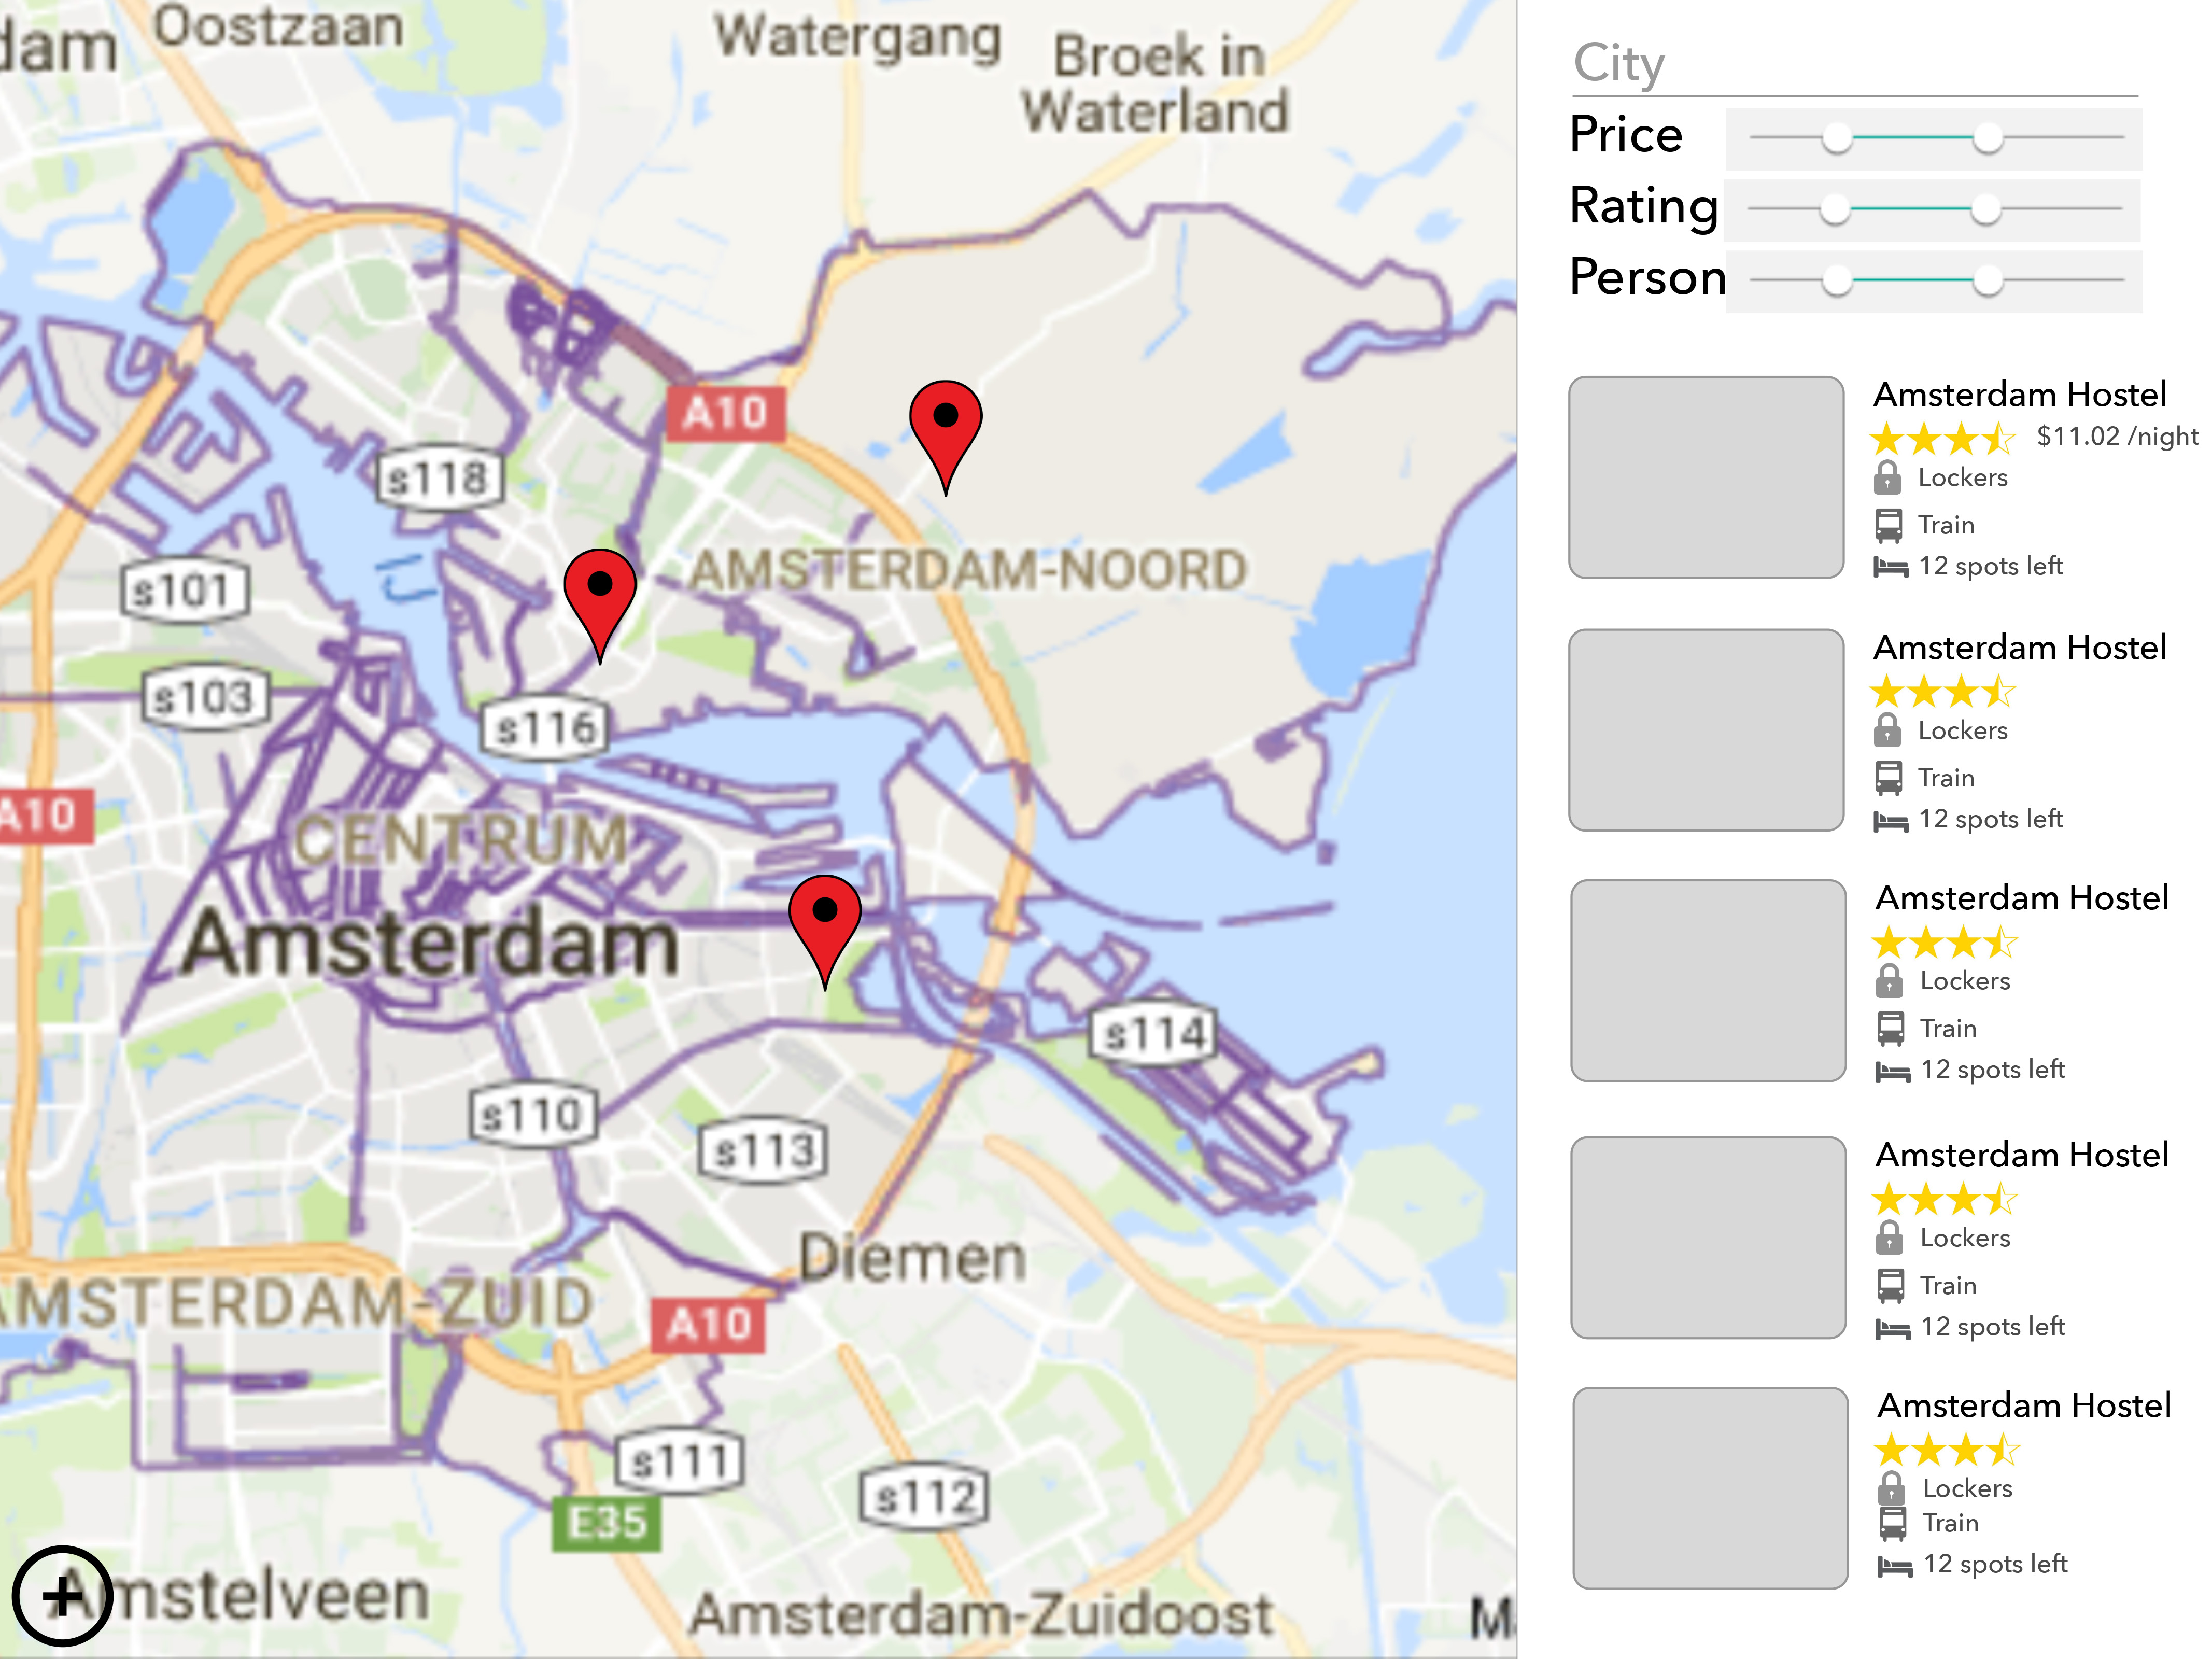 dam
Oostzaan
Watergang
Broek in
Waterland
A10
s118
AMSTERDAM-NOORD
s101
s103
s116
A10
CENTRUM
Amsterdam
s114
s110
s113
Diemen
AMSTERDAM-ZUID
A10
s111
s112
E35
Amstelveen
Amsterdam-Zuidoost
City
Price
Rating
Person
Amsterdam Hostel
$11.02 /night
Lockers
Train
12 spots left
Amsterdam Hostel
Lockers
Train
12 spots left
Amsterdam Hostel
Lockers
Train
12 spots left
Amsterdam Hostel
Lockers
Train
12 spots left
Amsterdam Hostel
Lockers
Train
12 spots left